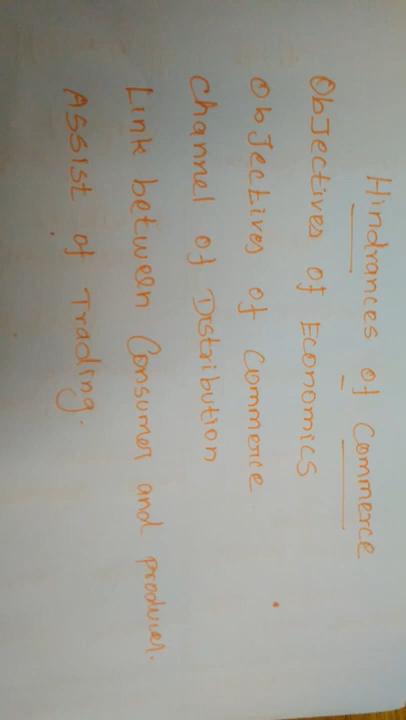 Hindrances of Commerce
Objectives of Economics
Objectives of Commerce
Channel of Distribution
Link between Consumer and Producer.
Assist of Trading.